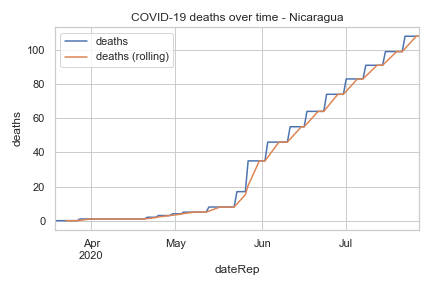 COVID-19 deaths over time - Nicaragua
deaths
deaths (rolling)
100
80
60
40
20
0
deaths
Apr
2020
May
Jun
Jul
dateRep